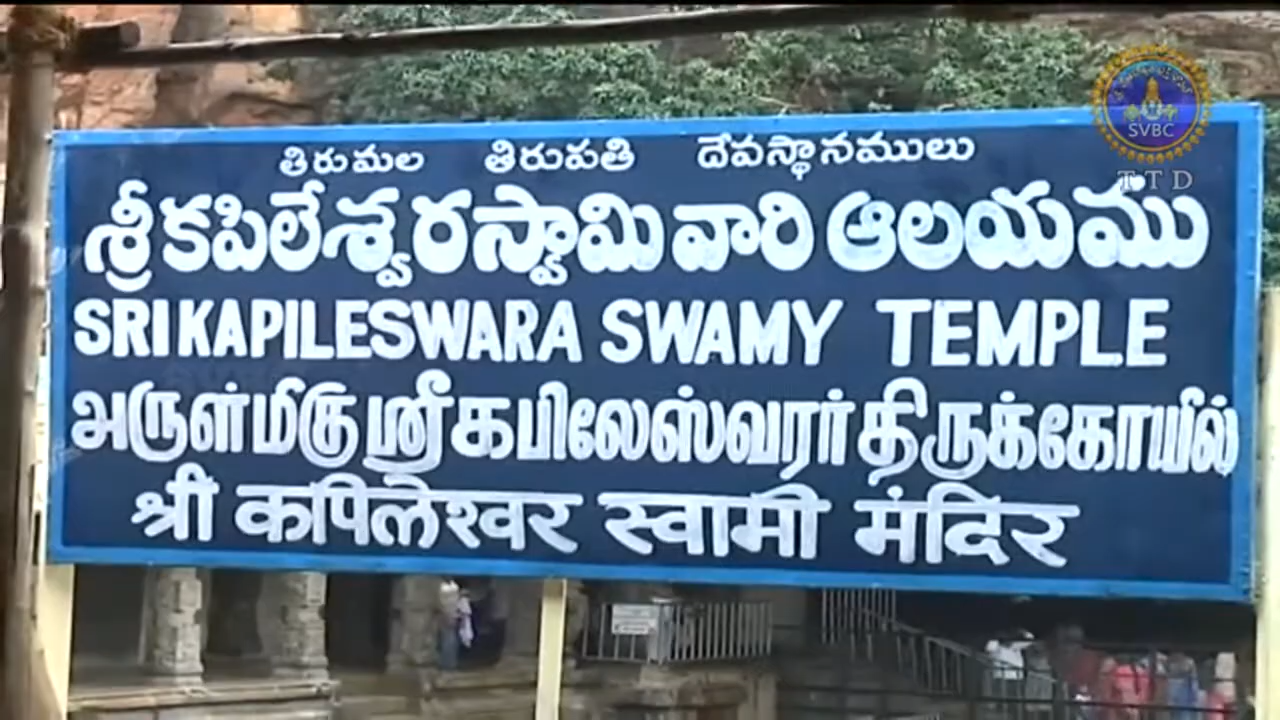 తిరుమల తిరుపతి దేవస్థానములు
శ్రీకపిలేశ్వరస్వామివారి ఆలయము
SRI KAPILESWARA SWAMY TEMPLE
அருள்மிகு ஸ்ரீ கபிலேஸ்வரர் திருக்கோயில்
श्री कपिलेश्वर स्वामी मंदिर
SVBC
TTD